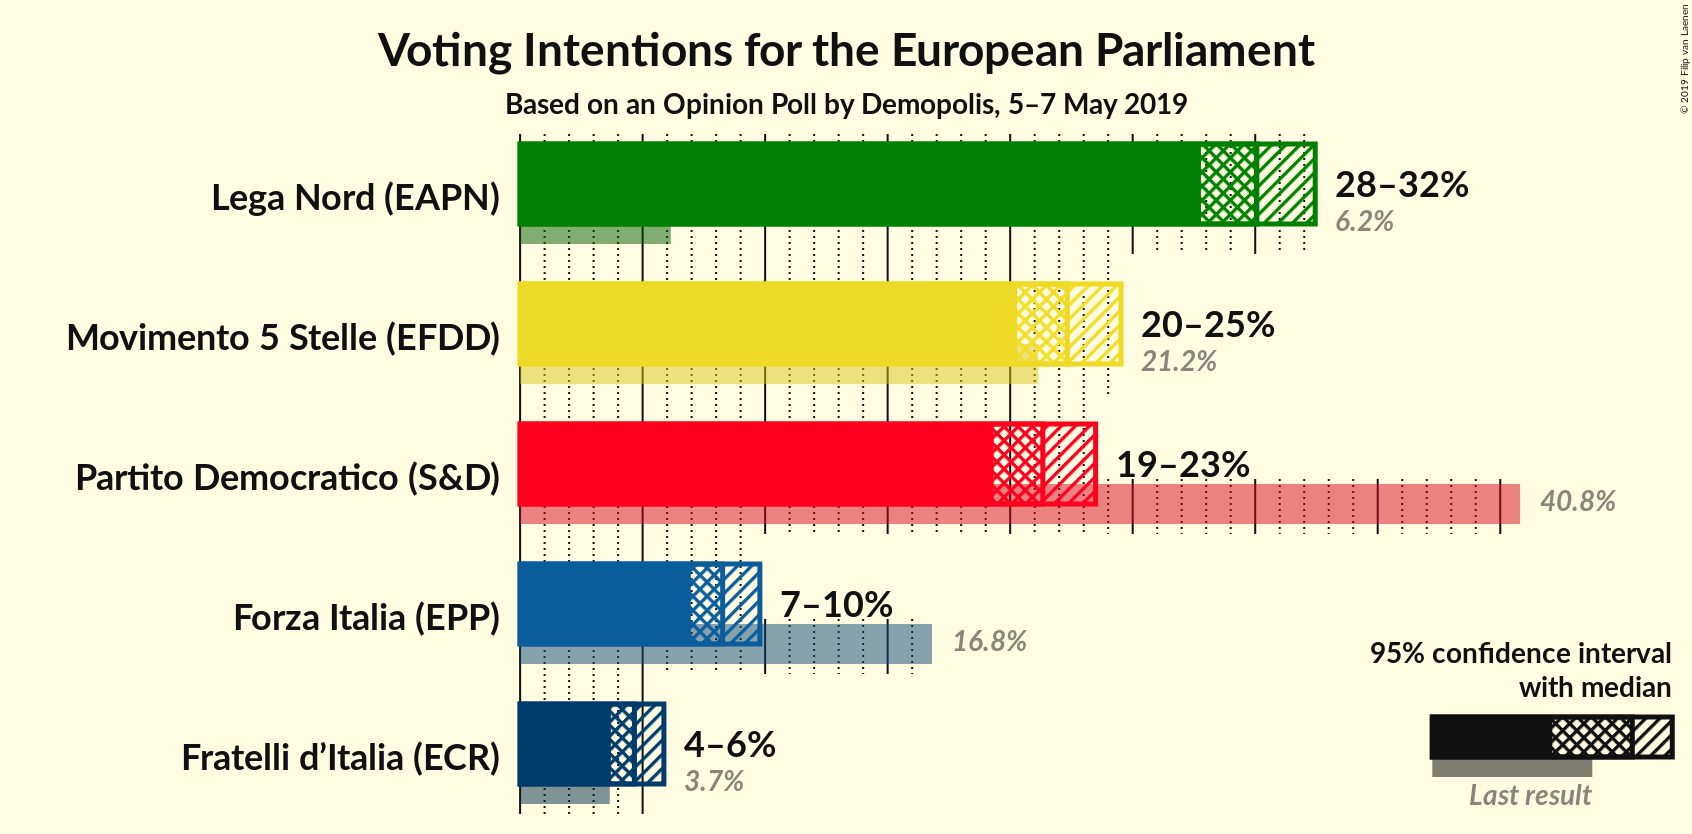 Voting Intentions for the European Parliament
Based on an Opinion Poll by Demopolis, 5–7 May 2019
© 2019 Filip van Laenen
Lega Nord (EAPN)
28–32%
6.2%
Movimento 5 Stelle (EFDD)
20–25%
21.2%
Partito Democratico (S&D)
19–23%
40.8%
Forza Italia (EPP)
7–10%
16.8%
Fratelli d’Italia (ECR)
4–6%
3.7%
95% confidence interval
with median
Last result